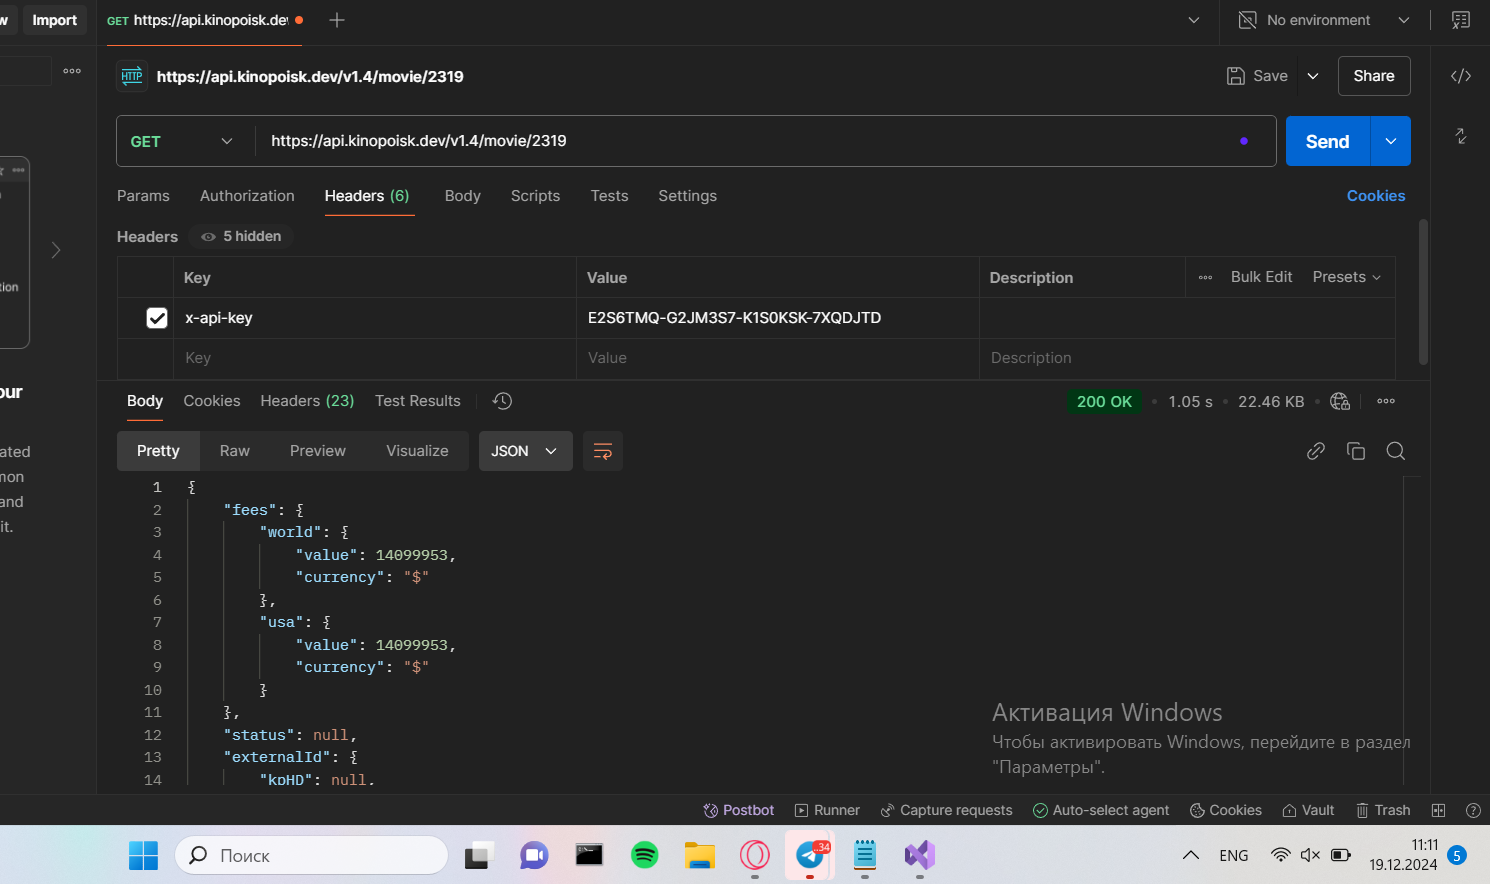 w Import GET https://api.kinopoisk.dev No environment
HTTP https://api.kinopoisk.dev/v1.4/movie/2319 Save Share
GET https://api.kinopoisk.dev/v1.4/movie/2319 Send
Params Authorization Headers (6) Body Scripts Tests Settings Cookies
Headers 5 hidden
Key Value Description Bulk Edit Presets
tion
x-api-key E2S6TMQ-G2JM3S7-K1S0KSK-7XQDJTD
Key Value Description
our
Body Cookies Headers (23) Test Results 200 OK 1.05 s 22.46 KB
ated
mon
and
it.
Pretty Raw Preview Visualize JSON
1 {
2 "fees": {
3 "world": {
4 "value": 14099953,
5 "currency": "$"
6 },
7 "usa": {
8 "value": 14099953,
9 "currency": "$"
10 }
11 },
12 "status": null,
13 "externalId": {
14 "kpHD": null,
Активация Windows
Чтобы активировать Windows, перейдите в раздел
"Параметры".
Postbot Runner Capture requests Auto-select agent Cookies Vault Trash
Поиск ..34 ENG 11:11 5
19.12.2024